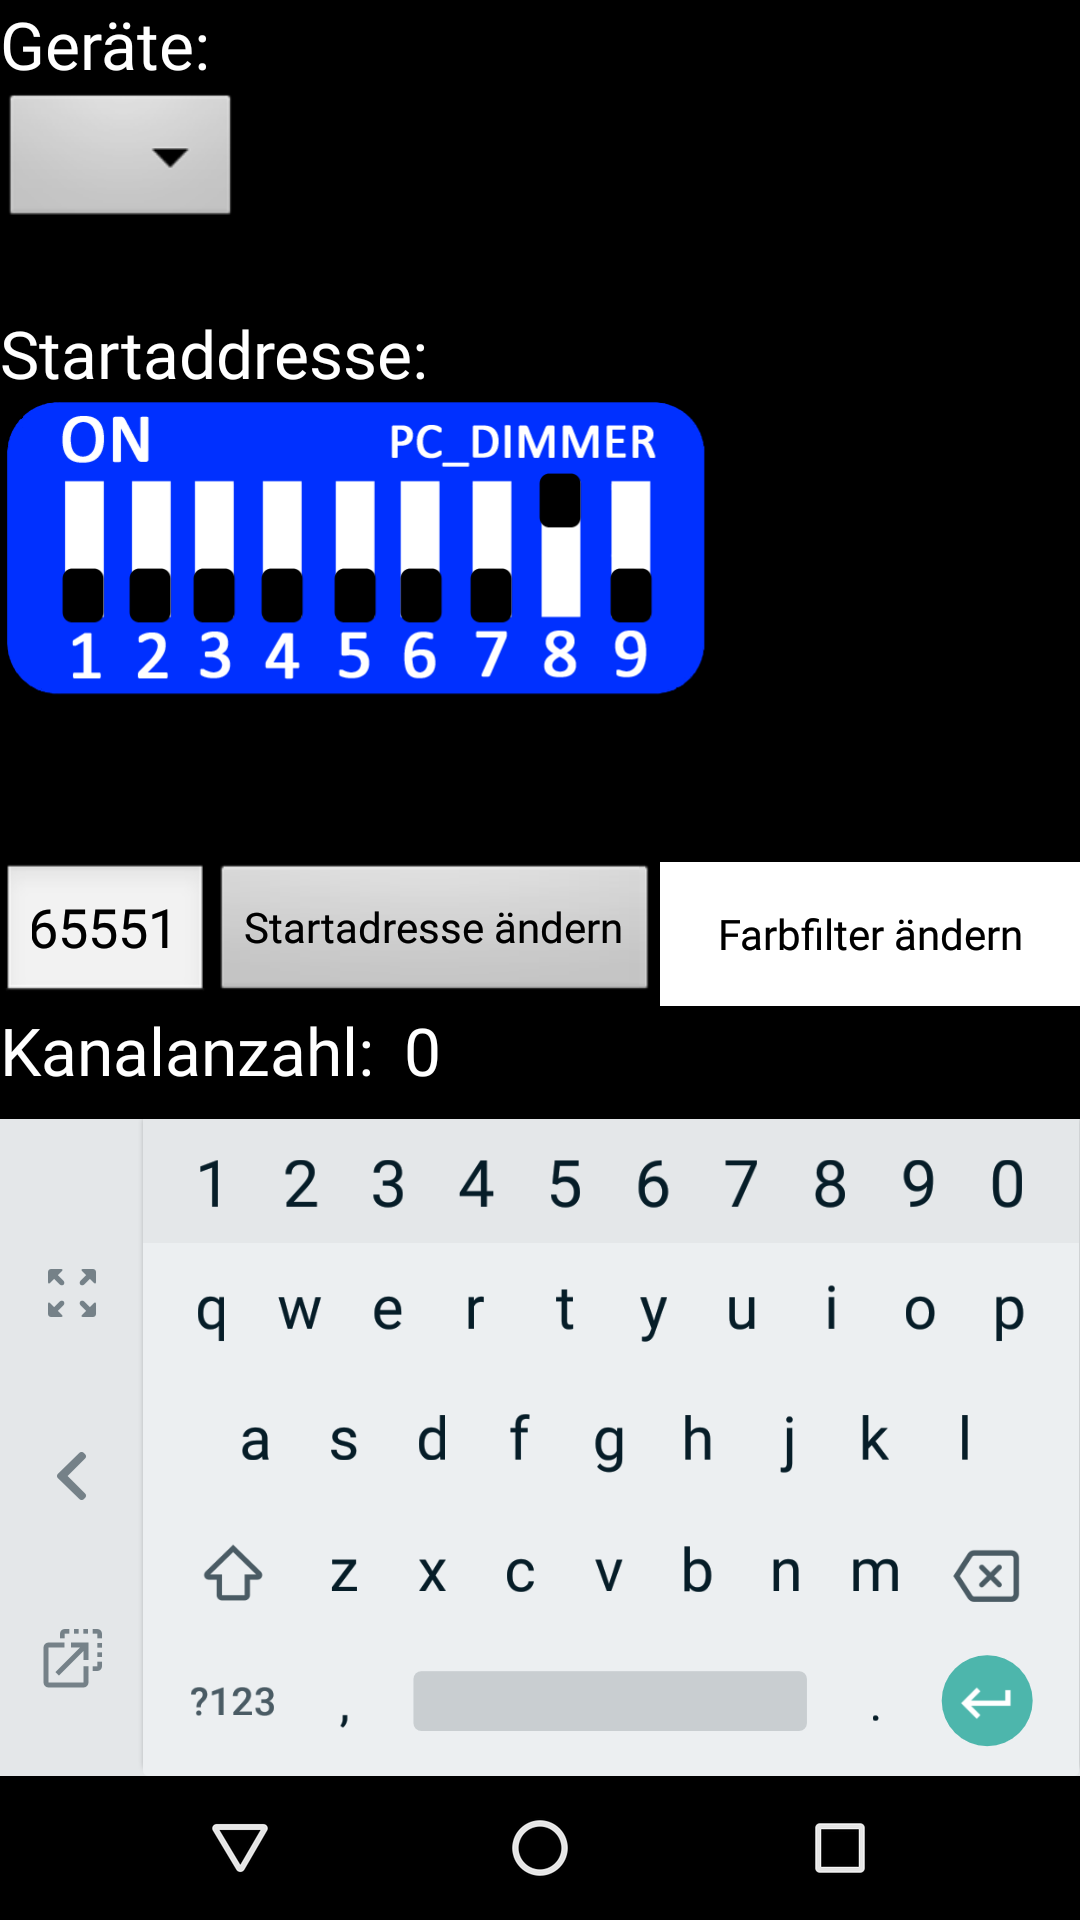 Geräte:
Startaddresse:
ON PC_DIMMER
1 2 3 4 5 6 7 8 9
65551 Startadresse ändern Farbfilter ändern
Kanalanzahl: 0
1 2 3 4 5 6 7 8 9 0
q w e r t y u i o p
a s d f g h j k l
z x c v b n m
?123 , .